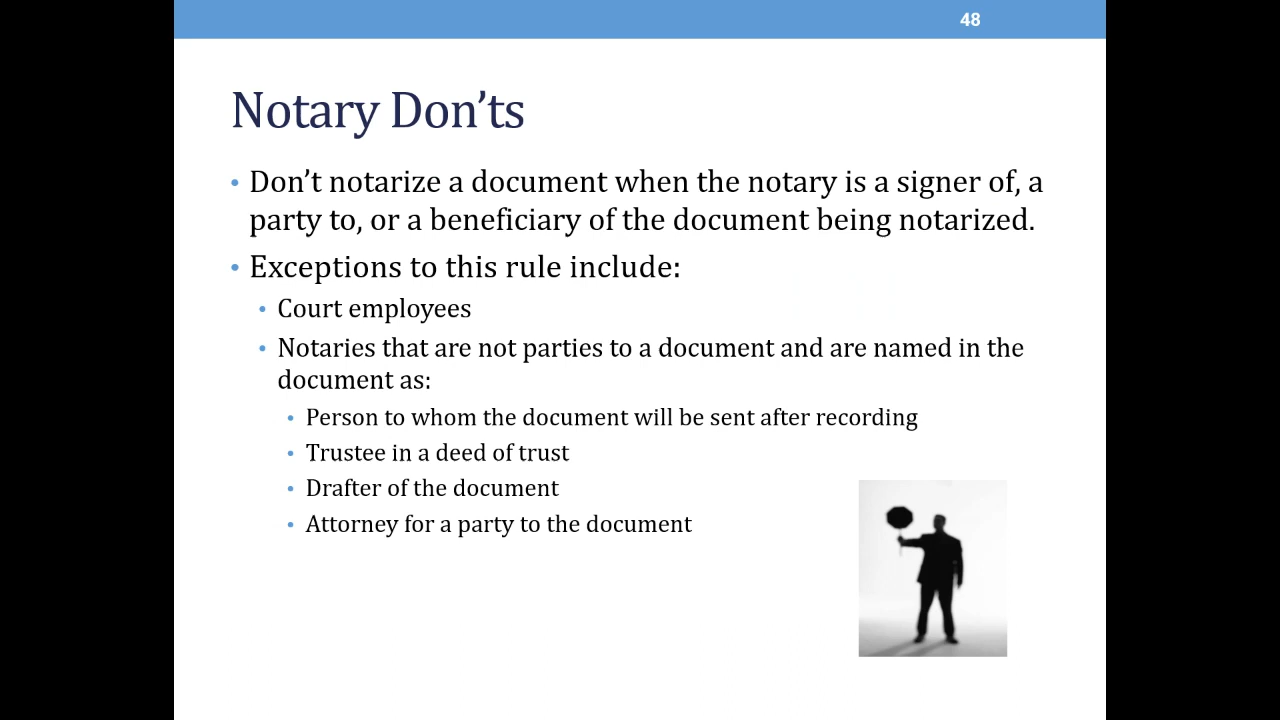 48
Notary Don’ts
• Don’t notarize a document when the notary is a signer of, a
party to, or a beneficiary of the document being notarized.
• Exceptions to this rule include:
• Court employees
• Notaries that are not parties to a document and are named in the
document as:
• Person to whom the document will be sent after recording
• Trustee in a deed of trust
• Drafter of the document
• Attorney for a party to the document